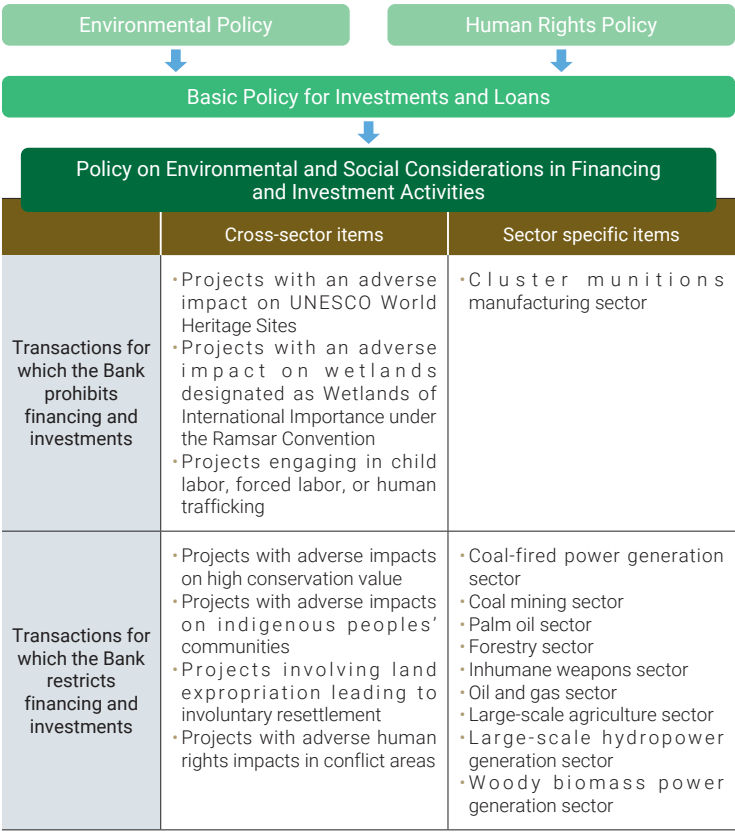 Environmental Policy
Human Rights Policy
Basic Policy for Investments and Loans
Policy on Environmental and Social Considerations in Financing
and Investment Activities
Cross-sector items
Sector specific items
Transactions for
which the Bank
prohibits
financing and
investments
・Projects with an adverse
impact on UNESCO World
Heritage Sites
・Projects with an adverse
impact on wetlands
designated as Wetlands of
International Importance under
the Ramsar Convention
・Projects engaging in child
labor, forced labor, or human
trafficking
・Cluster munitions
manufacturing sector
Transactions for
which the Bank
restricts
financing and
investments
・Projects with adverse impacts
on high conservation value
・Projects with adverse impacts
on indigenous peoples’
communities
・Projects involving land
expropriation leading to
involuntary resettlement
・Projects with adverse human
rights impacts in conflict areas
・Coal-fired power generation
sector
・Coal mining sector
・Palm oil sector
・Forestry sector
・Inhumane weapons sector
・Oil and gas sector
・Large-scale agriculture sector
・Large-scale hydropower
generation sector
・Woody biomass power
generation sector